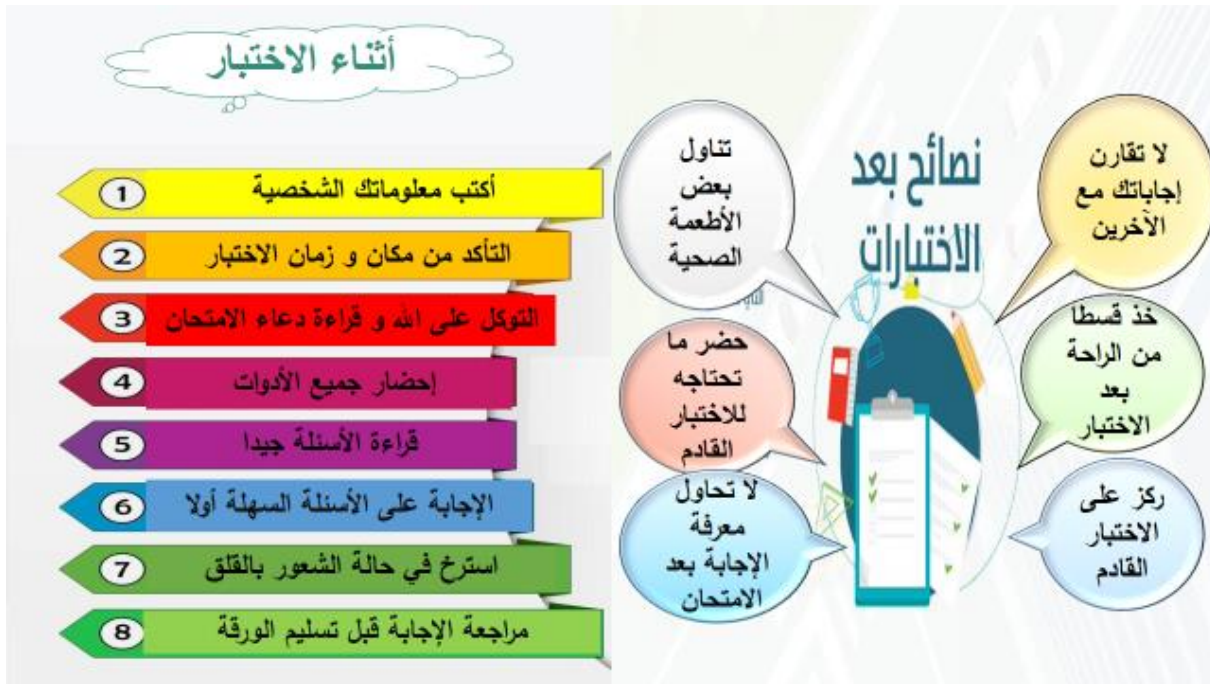 أثناء الاختبار
1 أكتب معلوماتك الشخصية
2 التأكد من مكان و زمان الاختبار
3 التوكل على الله و قراءة دعاء الامتحان
4 إحضار جميع الأدوات
5 قراءة الأسئلة جيدا
6 الإجابة على الأسئلة السهلة أولا
7 استرخ في حالة الشعور بالقلق
8 مراجعة الإجابة قبل تسليم الورقة
نصائح بعد
الاختبارات
لا تقارن
إجاباتك مع
الآخرين
تناول
بعض
الأطعمة
الصحية
خذ قسطا
من الراحة
بعد
الاختبار
حضر ما
تحتاجه
للاختبار
القادم
ركز على
الاختبار
القادم
لا تحاول
معرفة
الإجابة بعد
الامتحان